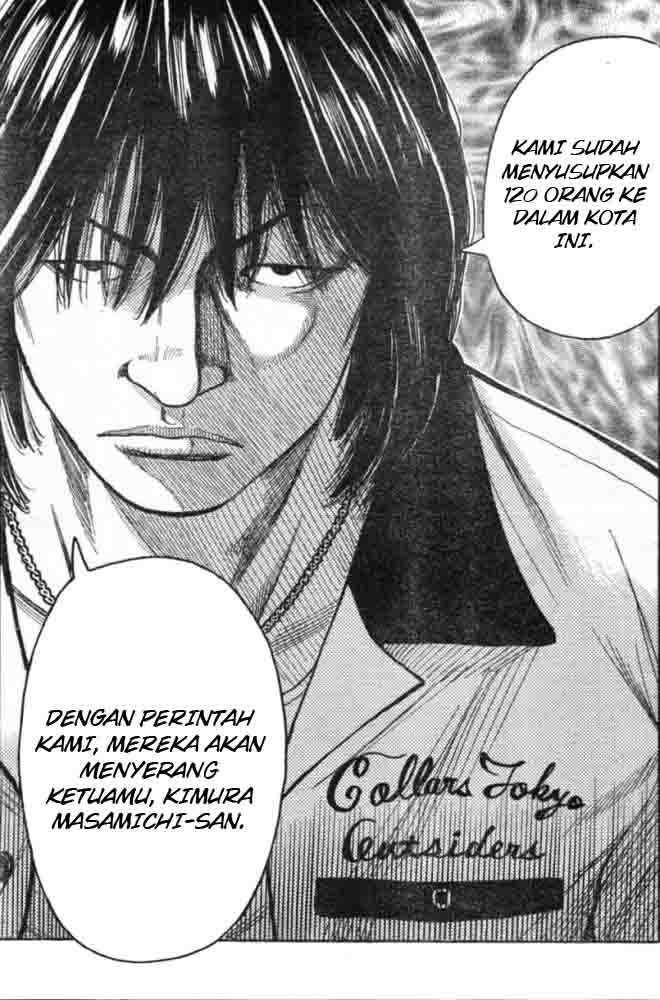 KAMI SUDAH
MENYUSUPKAN
120 ORANG KE
DALAM KOTA
INI.
DENGAN PERINTAH
KAMI, MEREKA AKAN
MENYERANG
KETUAMU, KIMURA
MASAMICHI-SAN.
Collars Tokyo
Outsiders